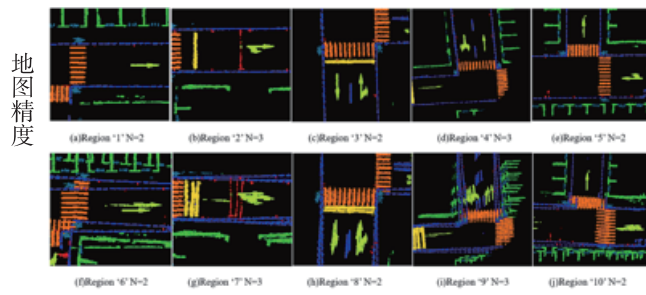 地图精度
(a)Region '1' N=2 (b)Region '2' N=3 (c)Region '3' N=2 (d)Region '4' N=3 (e)Region '5' N=2
(f)Region '6' N=2 (g)Region '7' N=3 (h)Region '8' N=2 (i)Region '9' N=3 (j)Region '10' N=2